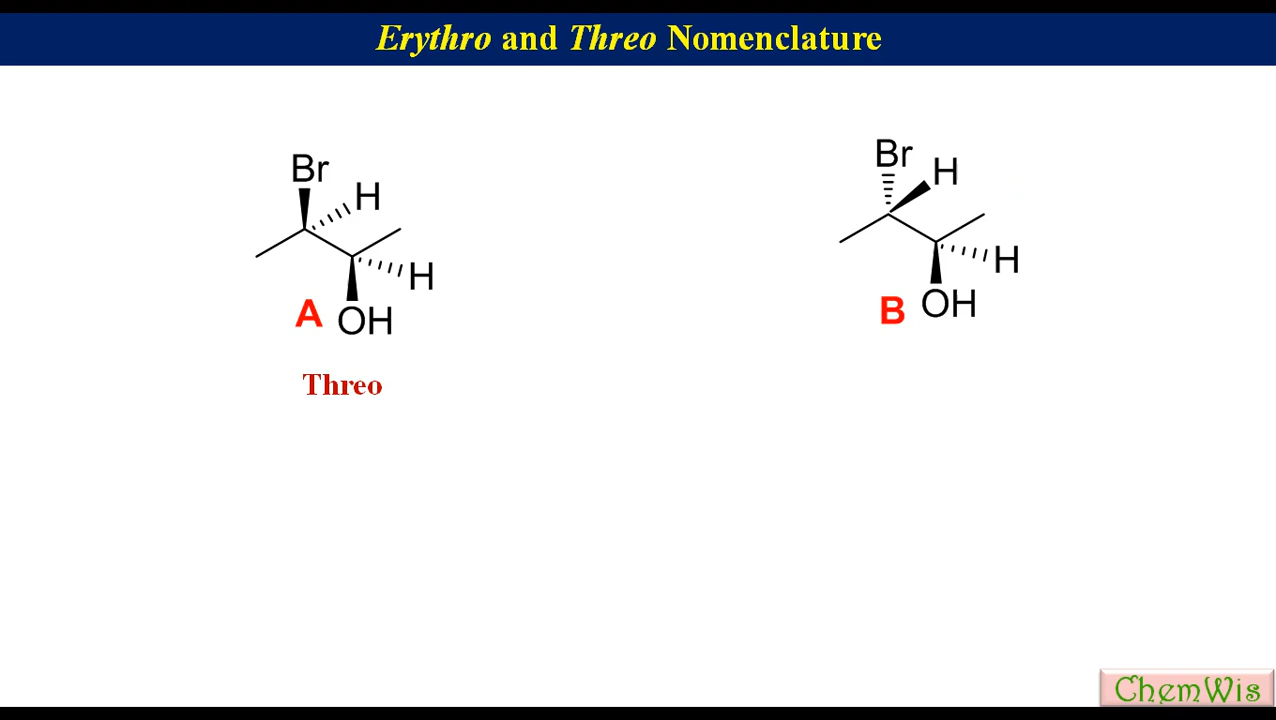 Erythro and Threo Nomenclature
Br
H
H
A
OH
Threo
Br
H
H
B
OH
ChemWis